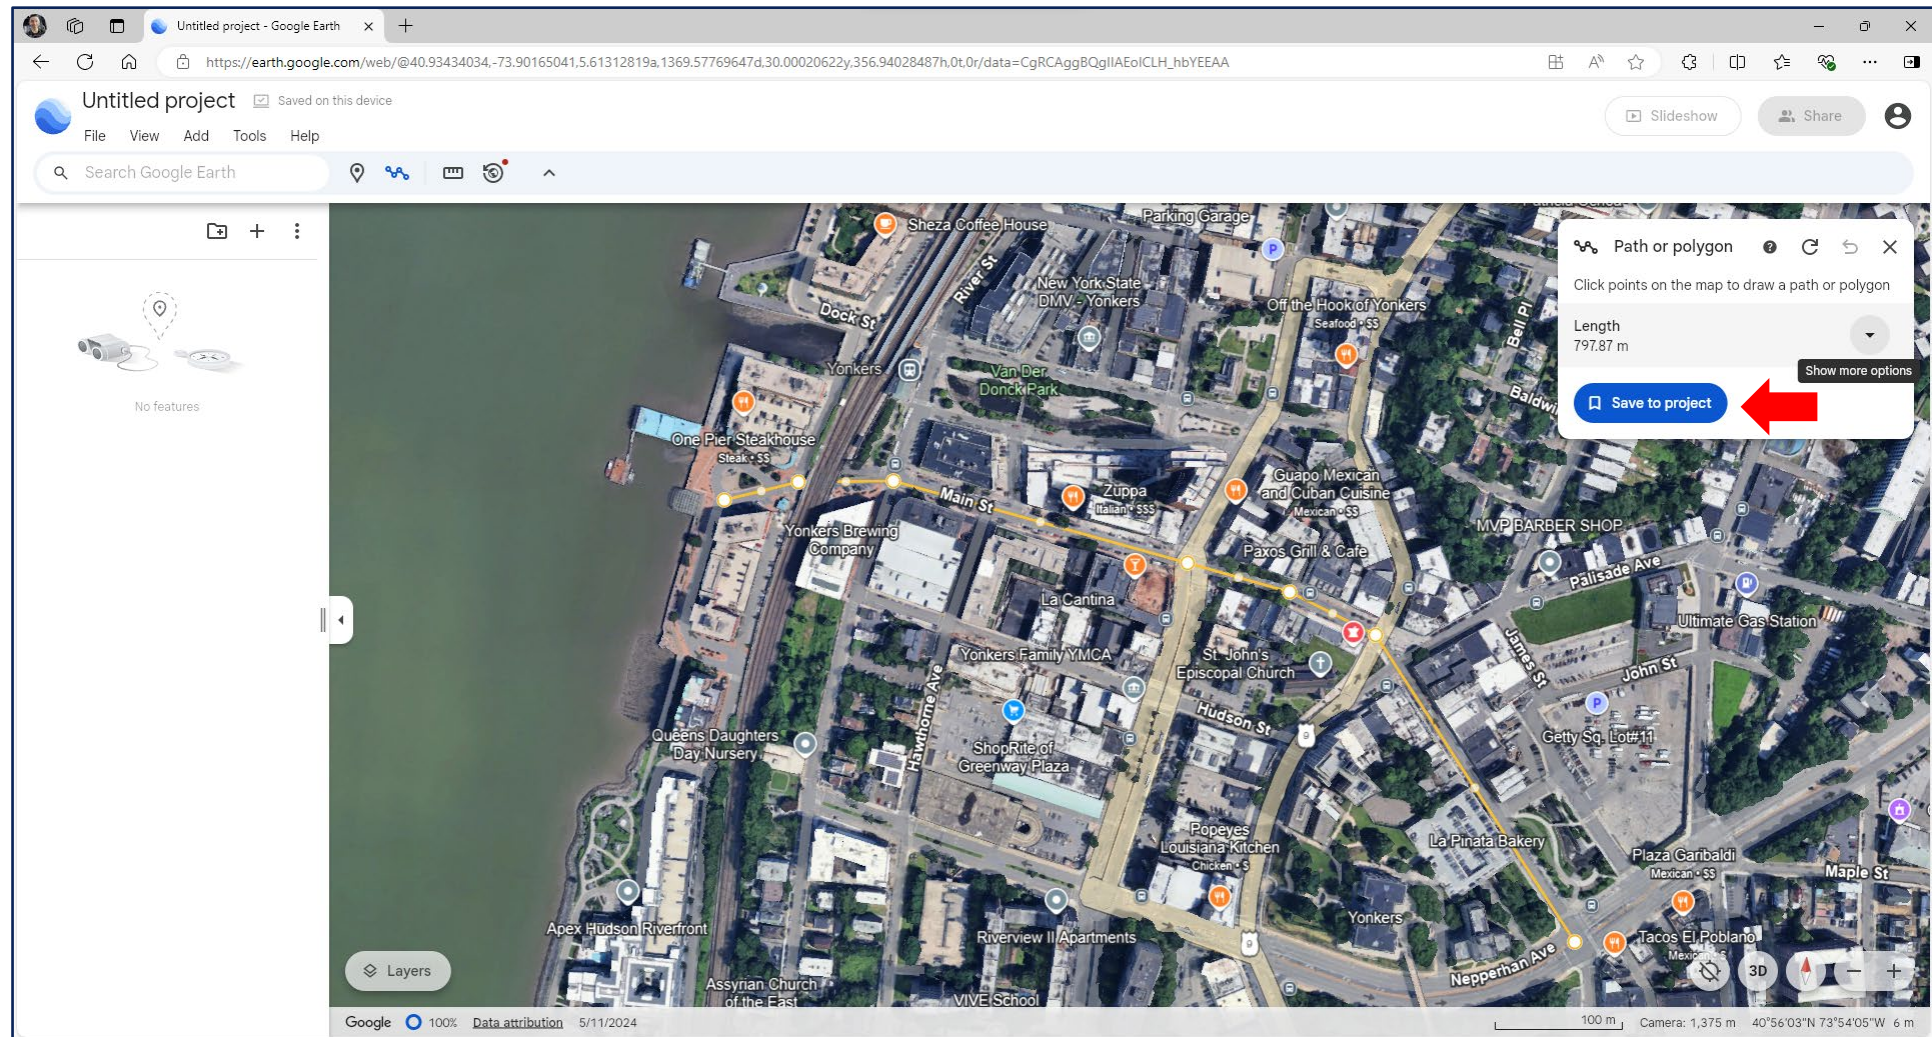 Untitled project - Google Earth
https://earth.google.com/web/@40.93434034,-73.90165041,5.61312819a,1369.57769647d,30.00020622y,356.94028487h,0t,0r/data=CgRCAggBQgIIAEoICLH_hbYEEAA
Untitled project
Saved on this device
File View Add Tools Help
Slideshow
Share
Search Google Earth
No features
Path or polygon
Click points on the map to draw a path or polygon
Length
797.87 m
Show more options
Save to project
Sheza Coffee House
Parking Garage
River St
New York State
DMV - Yonkers
Dock St
Off the Hook of Yonkers
Seafood • $$
Bell Pl
Yonkers
Van Der
Donck Park
One Pier Steakhouse
Steak • $$
Main St
Zuppa
Italian • $$$
Guapo Mexican
and Cuban Cuisine
Mexican • $$
Yonkers Brewing
Company
MVP BARBER SHOP
Paxos Grill & Cafe
Palisade Ave
La Cantina
Ultimate Gas Station
Yonkers Family YMCA
St. John's
Episcopal Church
James St
John St
Hawthorne Ave
Hudson St
9
Queens Daughters
Day Nursery
ShopRite of
Greenway Plaza
Getty Sq. Lot#11
Popeyes
Louisiana Kitchen
Chicken • $
La Pinata Bakery
Plaza Garibaldi
Mexican • $$
Maple St
Apex Hudson Riverfront
Riverview II Apartments
9
Yonkers
Nepperhan Ave
Tacos El Poblano
Mexican • $
Layers
Assyrian Church
of the East
VIVE School
3D
Google 100% Data attribution 5/11/2024
100 m Camera: 1,375 m 40°56'03"N 73°54'05"W 6 m